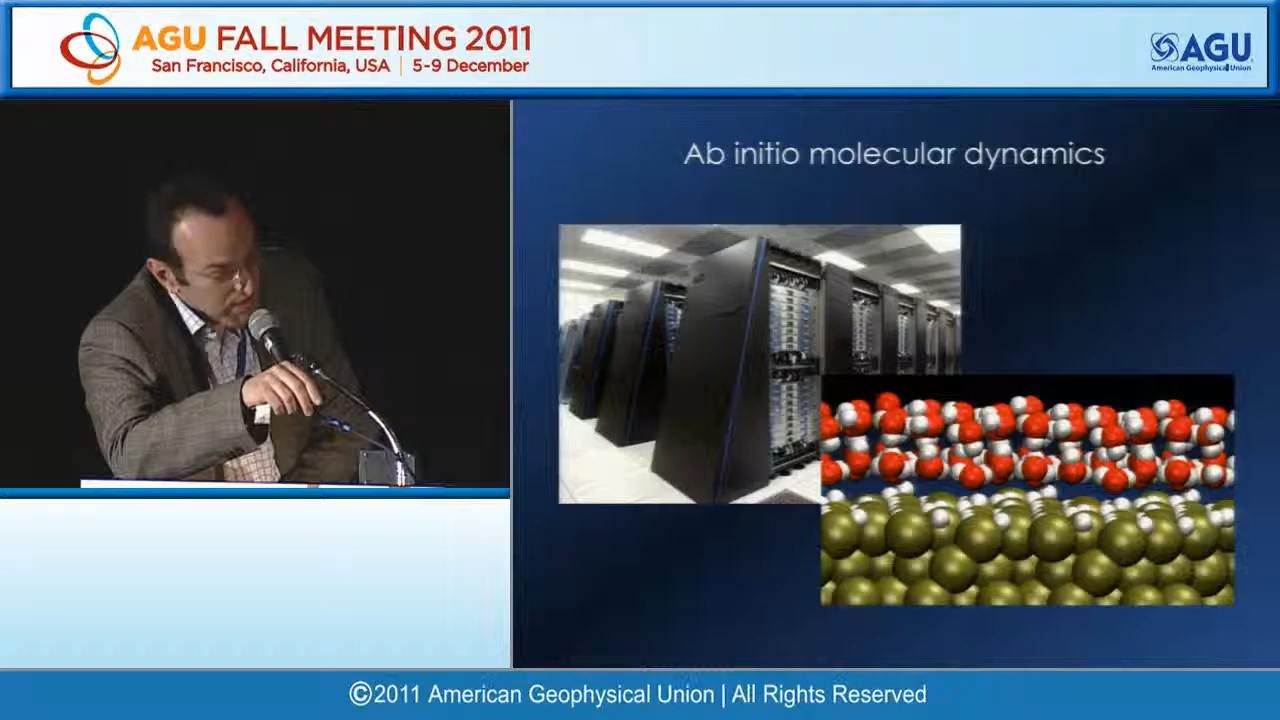 AGU FALL MEETING 2011
San Francisco, California, USA | 5-9 December
AGU
American Geophysical Union
Ab initio molecular dynamics
©2011 American Geophysical Union | All Rights Reserved